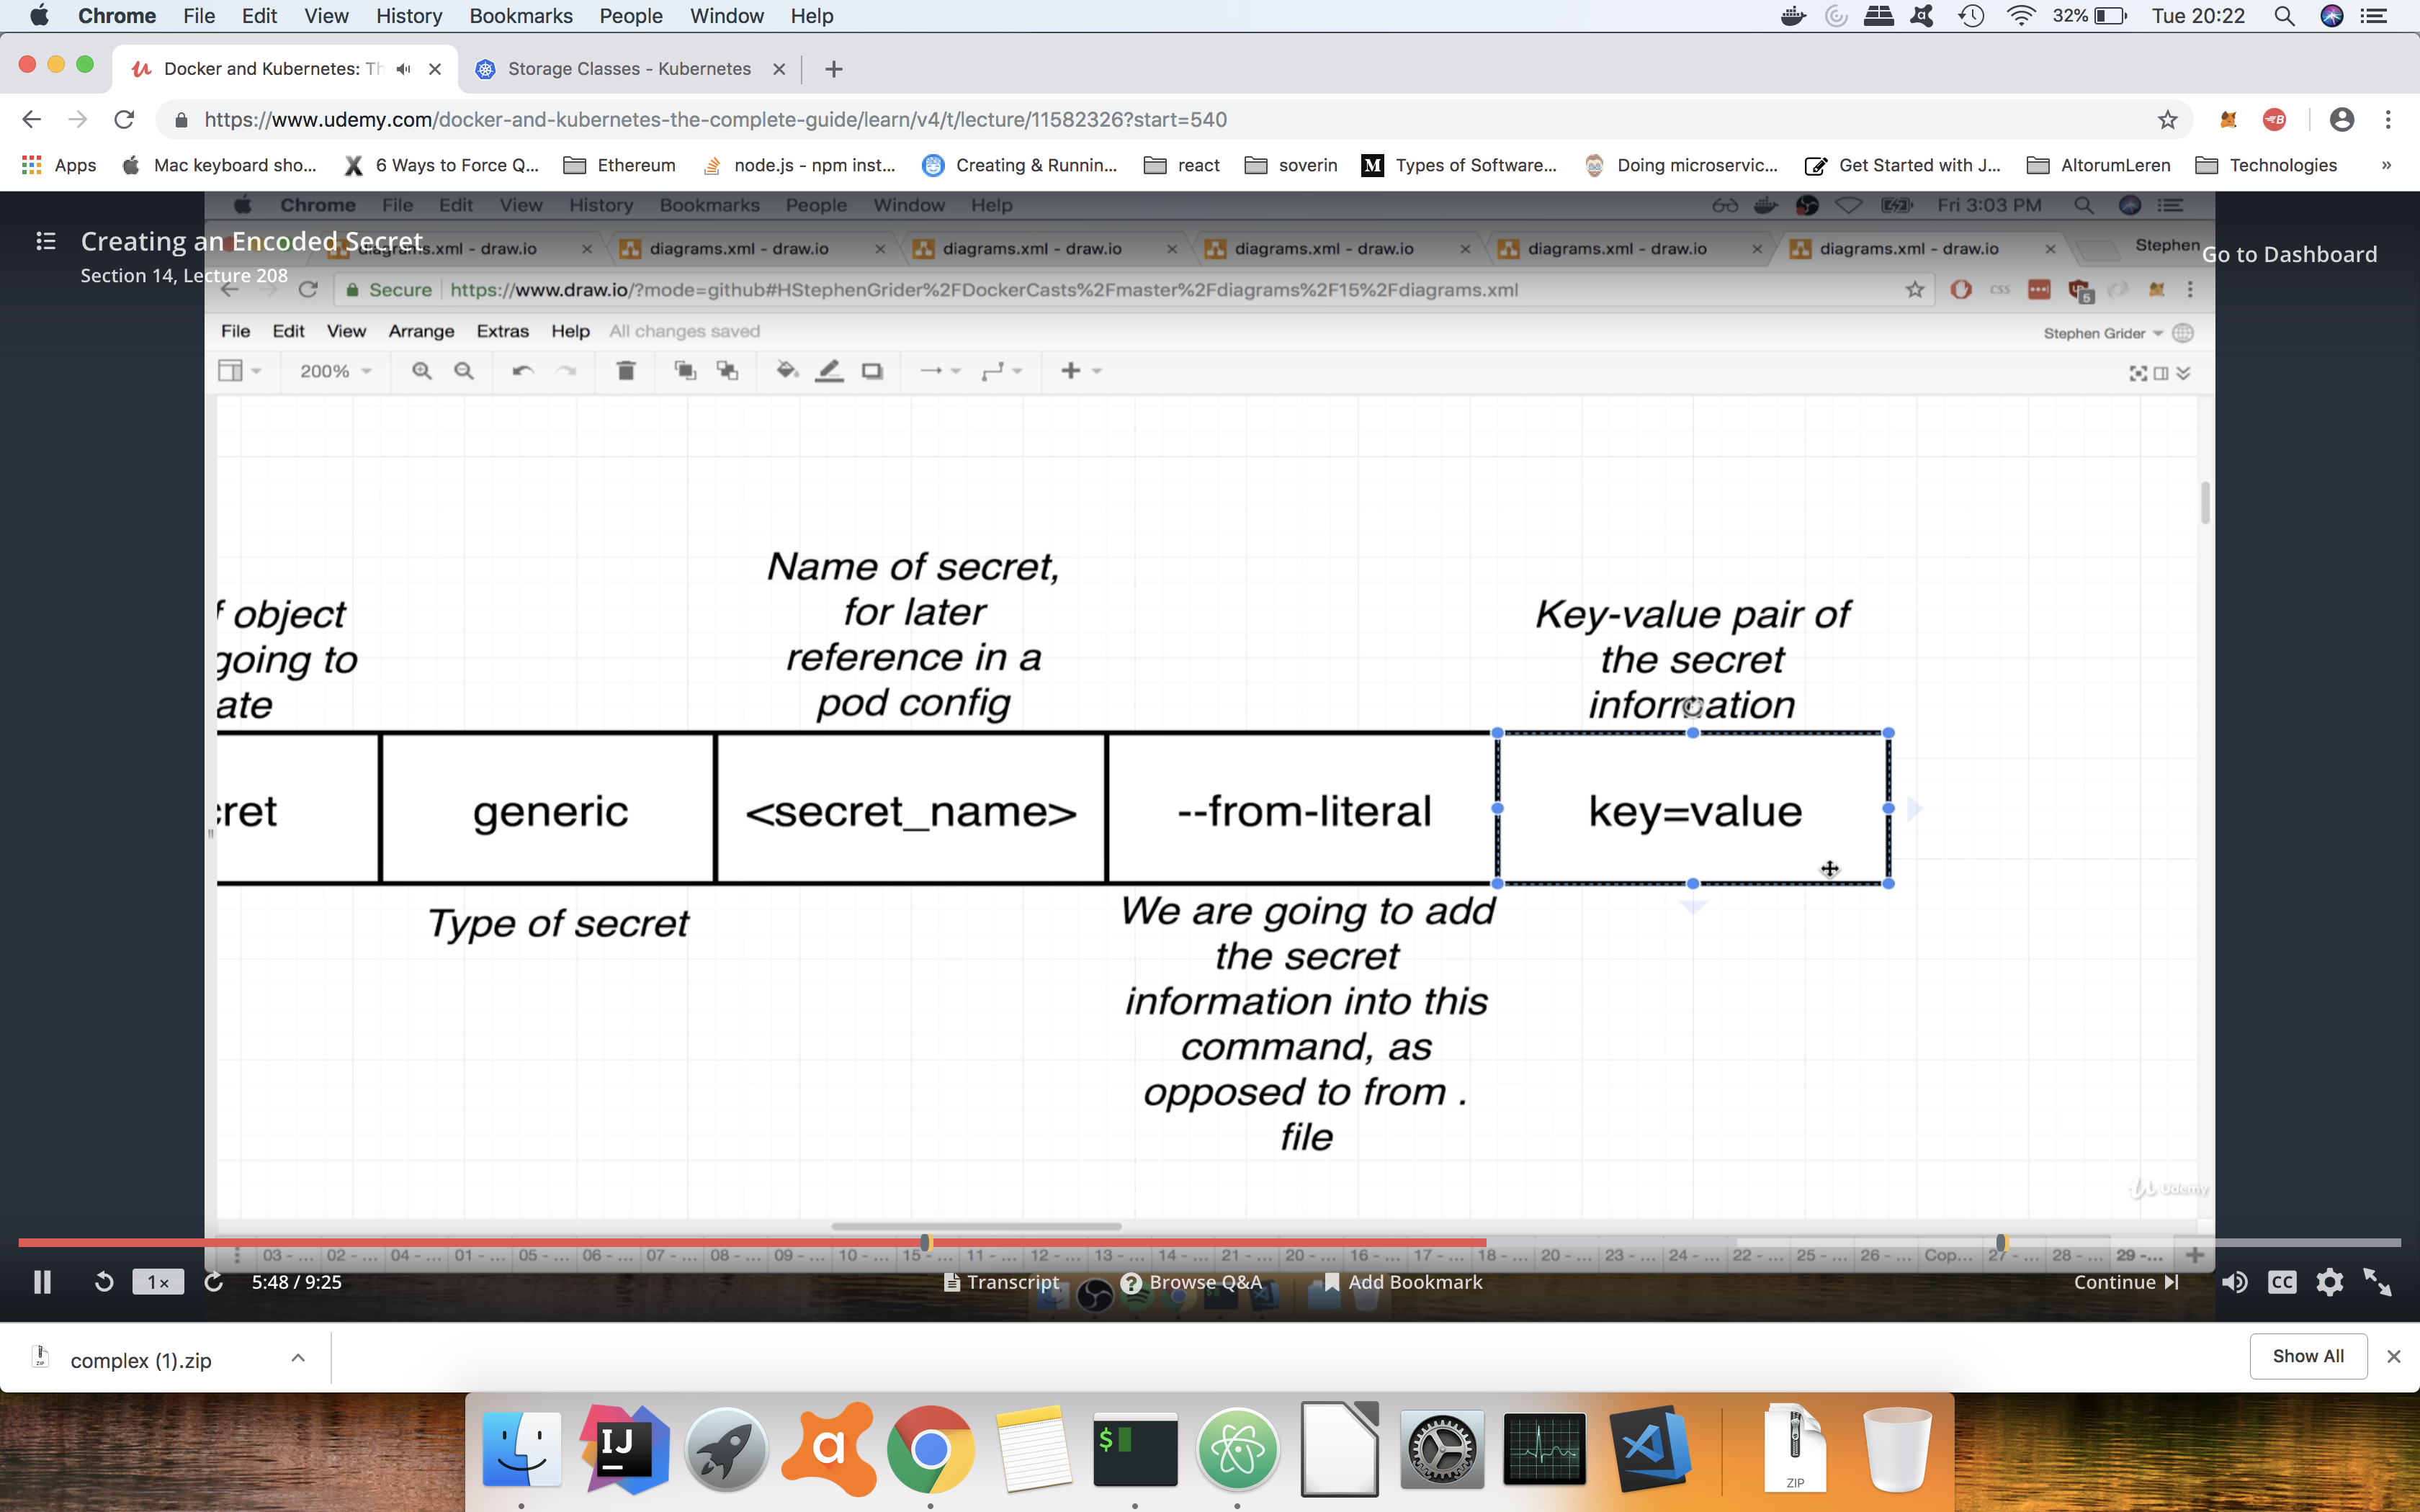 Chrome File Edit View History Bookmarks People Window Help 32% Tue 20:22
Docker and Kubernetes: Th Storage Classes - Kubernetes
https://www.udemy.com/docker-and-kubernetes-the-complete-guide/learn/v4/t/lecture/11582326?start=540
Apps Mac keyboard sho... 6 Ways to Force Q... Ethereum node.js - npm inst... Creating & Runnin... react soverin Types of Software... Doing microservic... Get Started with J... AltorumLeren Technologies »
Chrome File Edit View History Bookmarks People Window Help Fri 3:03 PM
Creating an Encoded Secret
Section 14, Lecture 208
diagrams.xml - draw.io diagrams.xml - draw.io diagrams.xml - draw.io diagrams.xml - draw.io diagrams.xml - draw.io diagrams.xml - draw.io Stephen
Go to Dashboard
Secure https://www.draw.io/?mode=github#HStephenGrider%2FDockerCasts%2Fmaster%2Fdiagrams%2F15%2Fdiagrams.xml
File Edit View Arrange Extras Help All changes saved Stephen Grider
200%
f object
going to
ate
Name of secret,
for later
reference in a
pod config
Key-value pair of
the secret
information
cret generic <secret_name> --from-literal key=value
Type of secret
We are going to add
the secret
information into this
command, as
opposed to from .
file
Udemy
03 - ... 02 - ... 04 - ... 01 - ... 05 - ... 06 - ... 07 - ... 08 - ... 09 - ... 10 - ... 15 - ... 11 - ... 12 - ... 13 - ... 14 - ... 21 - ... 20 - ... 16 - ... 17 - ... 18 - ... 20 - ... 23 - ... 24 - ... 22 - ... 25 - ... 26 - ... Cop... 27 - ... 28 - ... 29 -...
1x 5:48 / 9:25 Transcript Browse Q&A Add Bookmark Continue CC
complex (1).zip Show All
IJ
a
$
ZIP